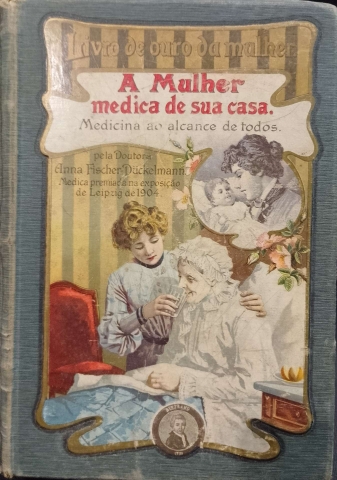 Livro de ouro da mulher
A Mulher
medica de sua casa.
Medicina ao alcance de todos.
pela Doutora
Anna Fischer-Dückelmann
Medica premiada na exposição
de Leipzig de 1904